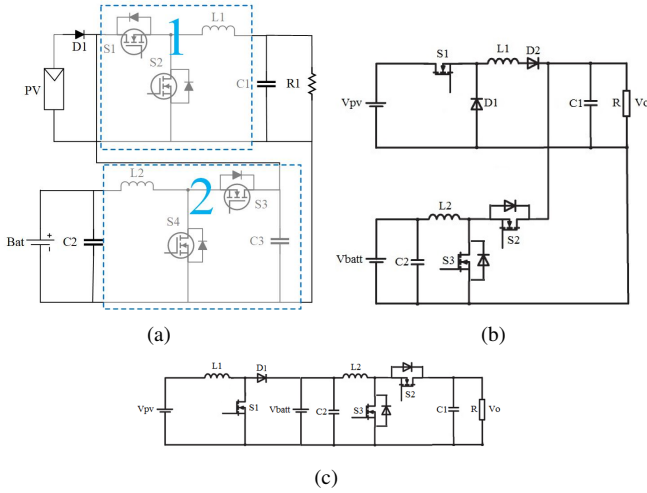 1
L1
D1
S1
S2
PV
C1
R1
L2
2
S3
S4
Bat
C2
C3
+
-
(a)
S1
L1
D2
Vpv
D1
C1
R
Vo
L2
S2
Vbatt
C2
S3
(b)
L1
D1
L2
S2
Vpv
S1
Vbatt
C2
S3
C1
R
Vo
(c)